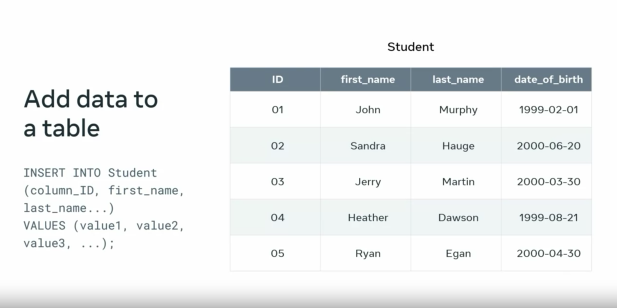 Add data to
a table
INSERT INTO Student
(column_ID, first_name,
last_name...)
VALUES (value1, value2,
value3, ...);
Student
ID first_name last_name date_of_birth
01 John Murphy 1999-02-01
02 Sandra Hauge 2000-06-20
03 Jerry Martin 2000-03-30
04 Heather Dawson 1999-08-21
05 Ryan Egan 2000-04-30